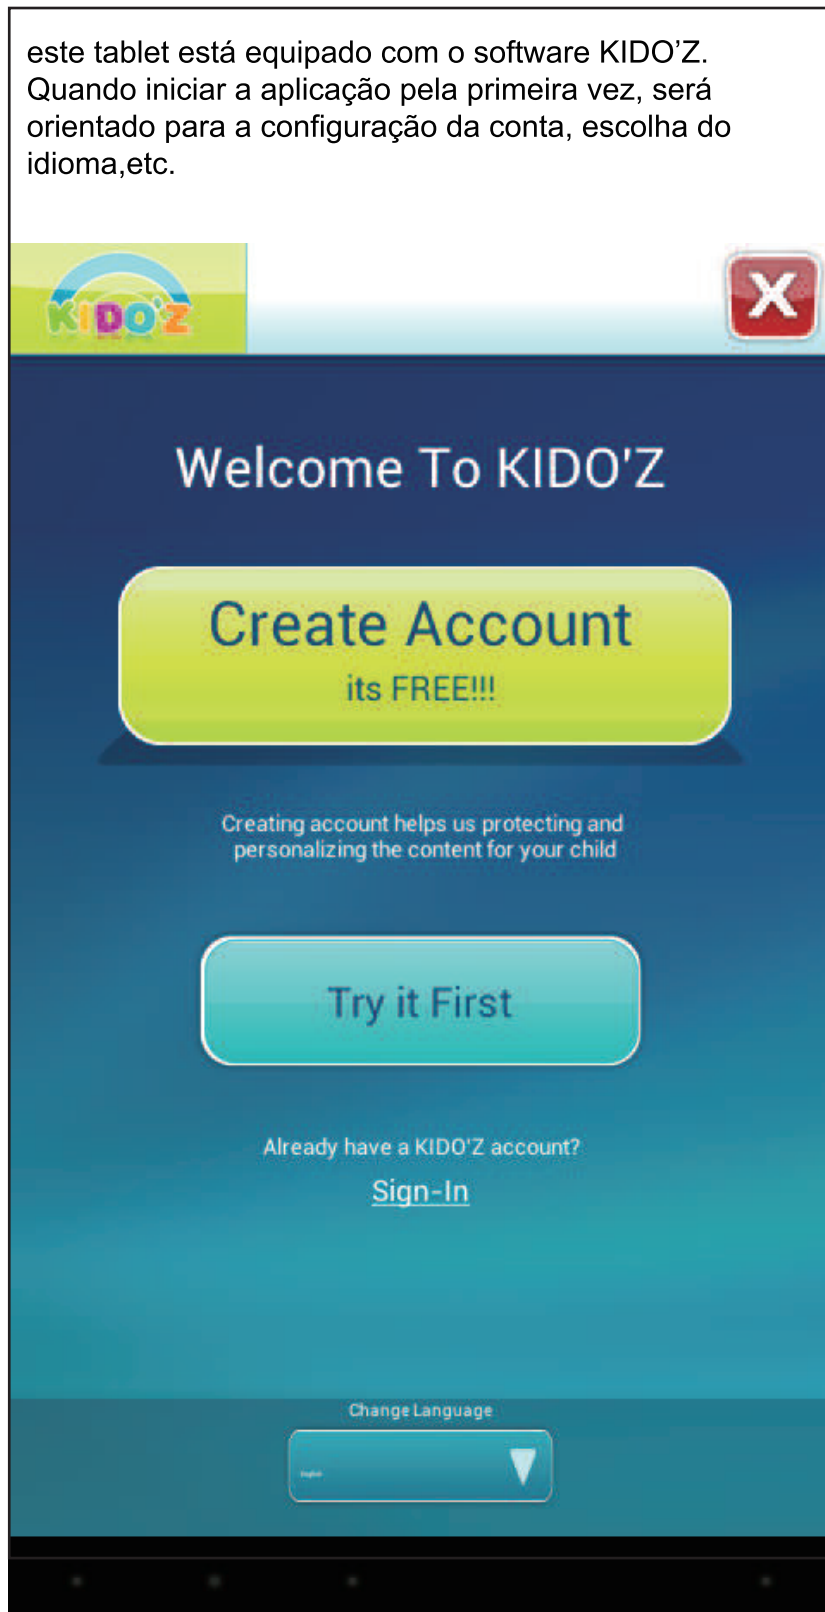 este tablet está equipado com o software KIDO’Z.
Quando iniciar a aplicação pela primeira vez, será
orientado para a configuração da conta, escolha do
idioma,etc.
KIDO'Z
X
Welcome To KIDO'Z
Create Account
its FREE!!!
Creating account helps us protecting and
personalizing the content for your child
Try it First
Already have a KIDO'Z account?
Sign-In
Change Language
English